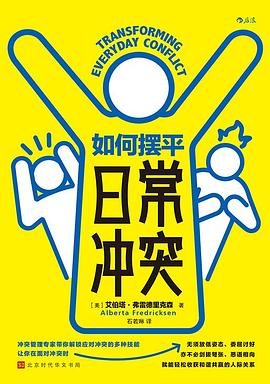 TRANSFORMING
EVERYDAY CONFLICT
后浪
如何摆平
日常
冲突
[美] 艾伯塔·弗雷德里克森 著
Alberta Fredricksen
石若琳 译
冲突管理专家带你解锁应对冲突的多种技能
让你在面对冲突时
无须放低姿态、委屈讨好
亦不必剑拔弩张、恶语相向
就能轻松收获和谐共赢的人际关系
北京时代华文书局